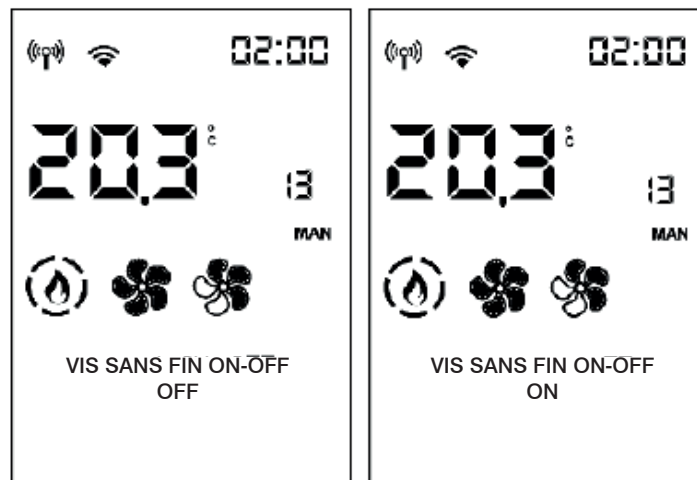 02:00
20.3 °C
13
MAN
VIS SANS FIN ON-OFF
OFF
02:00
20.3 °C
13
MAN
VIS SANS FIN ON-OFF
ON